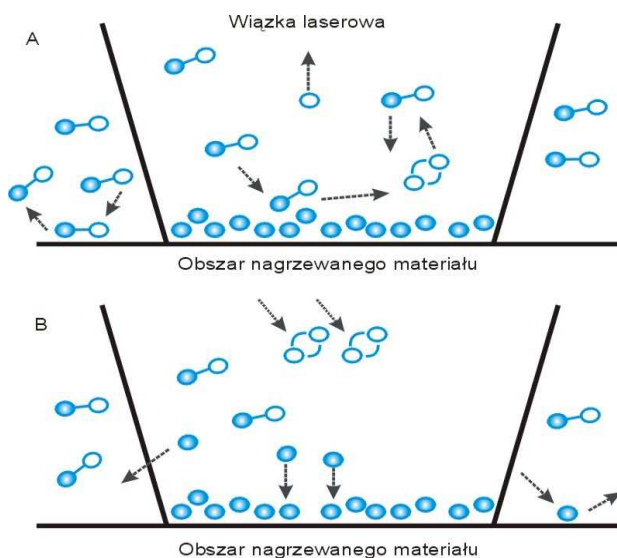 Wiązka laserowa
A
Obszar nagrzewanego materiału
B
Obszar nagrzewanego materiału